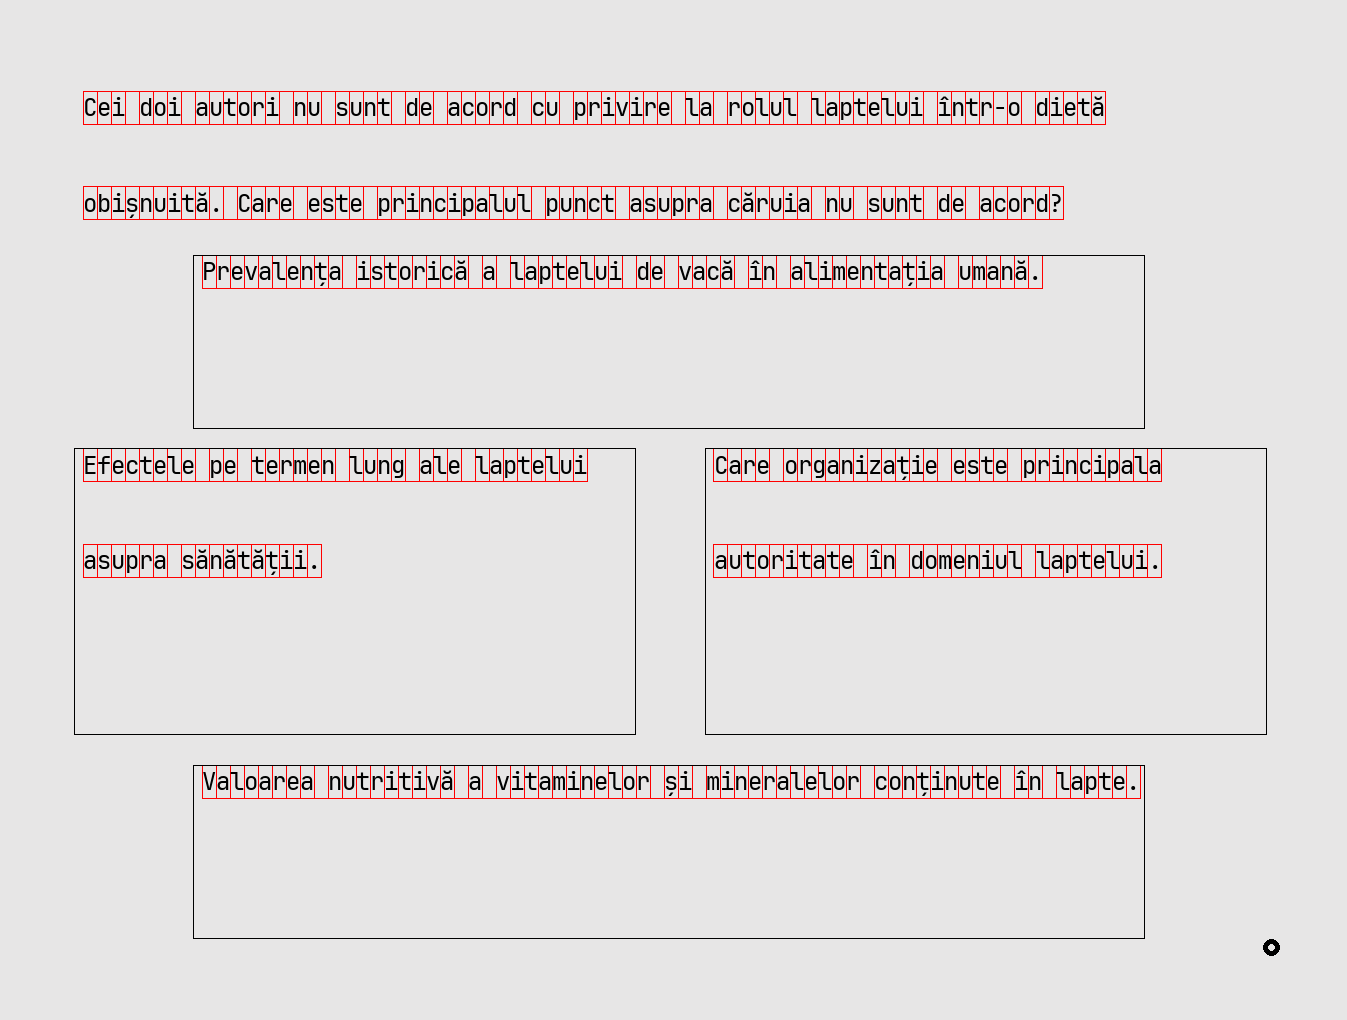 Cei doi autori nu sunt de acord cu privire la rolul laptelui într-o dietă
obișnuită. Care este principalul punct asupra căruia nu sunt de acord?
Prevalența istorică a laptelui de vacă în alimentația umană.
Efectele pe termen lung ale laptelui
asupra sănătății.
Care organizație este principala
autoritate în domeniul laptelui.
Valoarea nutritivă a vitaminelor și mineralelor conținute în lapte.